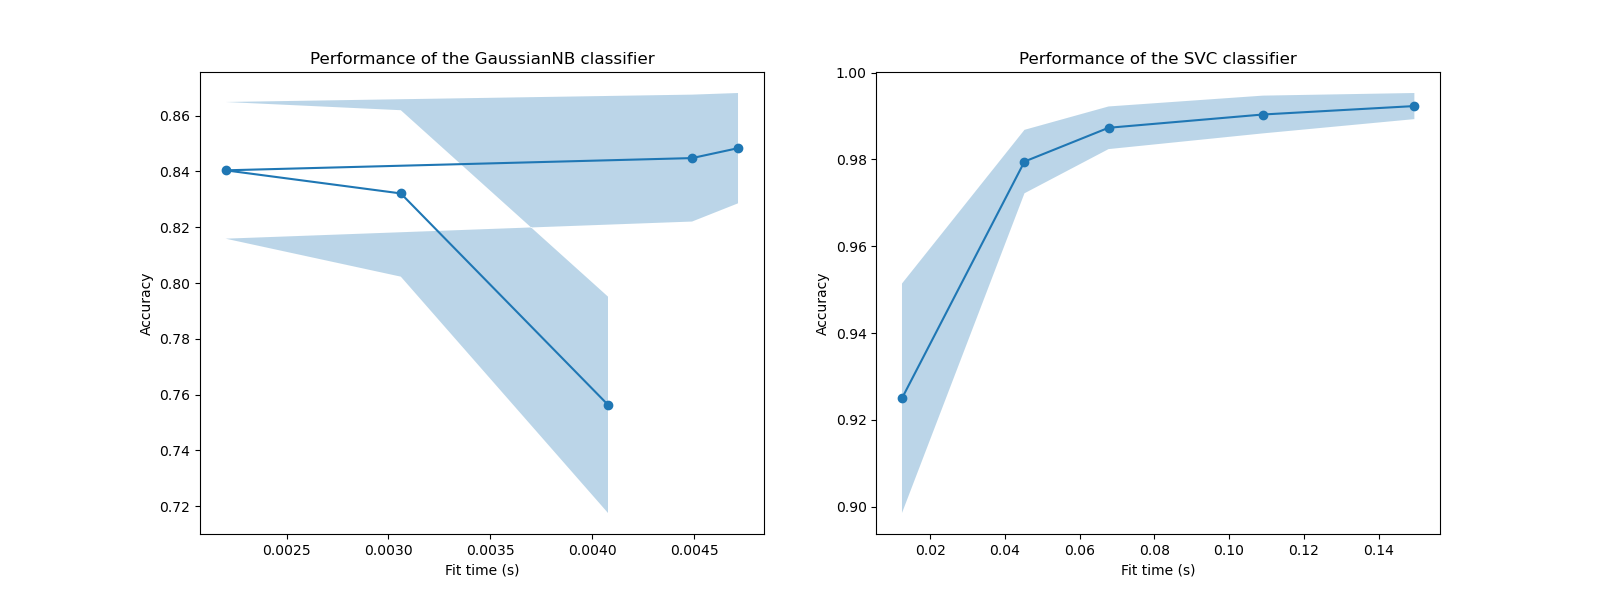 Performance of the GaussianNB classifier
0.86
0.84
0.82
0.80
0.78
0.76
0.74
0.72
Accuracy
0.0025 0.0030 0.0035 0.0040 0.0045
Fit time (s)
Performance of the SVC classifier
1.00
0.98
0.96
0.94
0.92
0.90
Accuracy
0.02 0.04 0.06 0.08 0.10 0.12 0.14
Fit time (s)